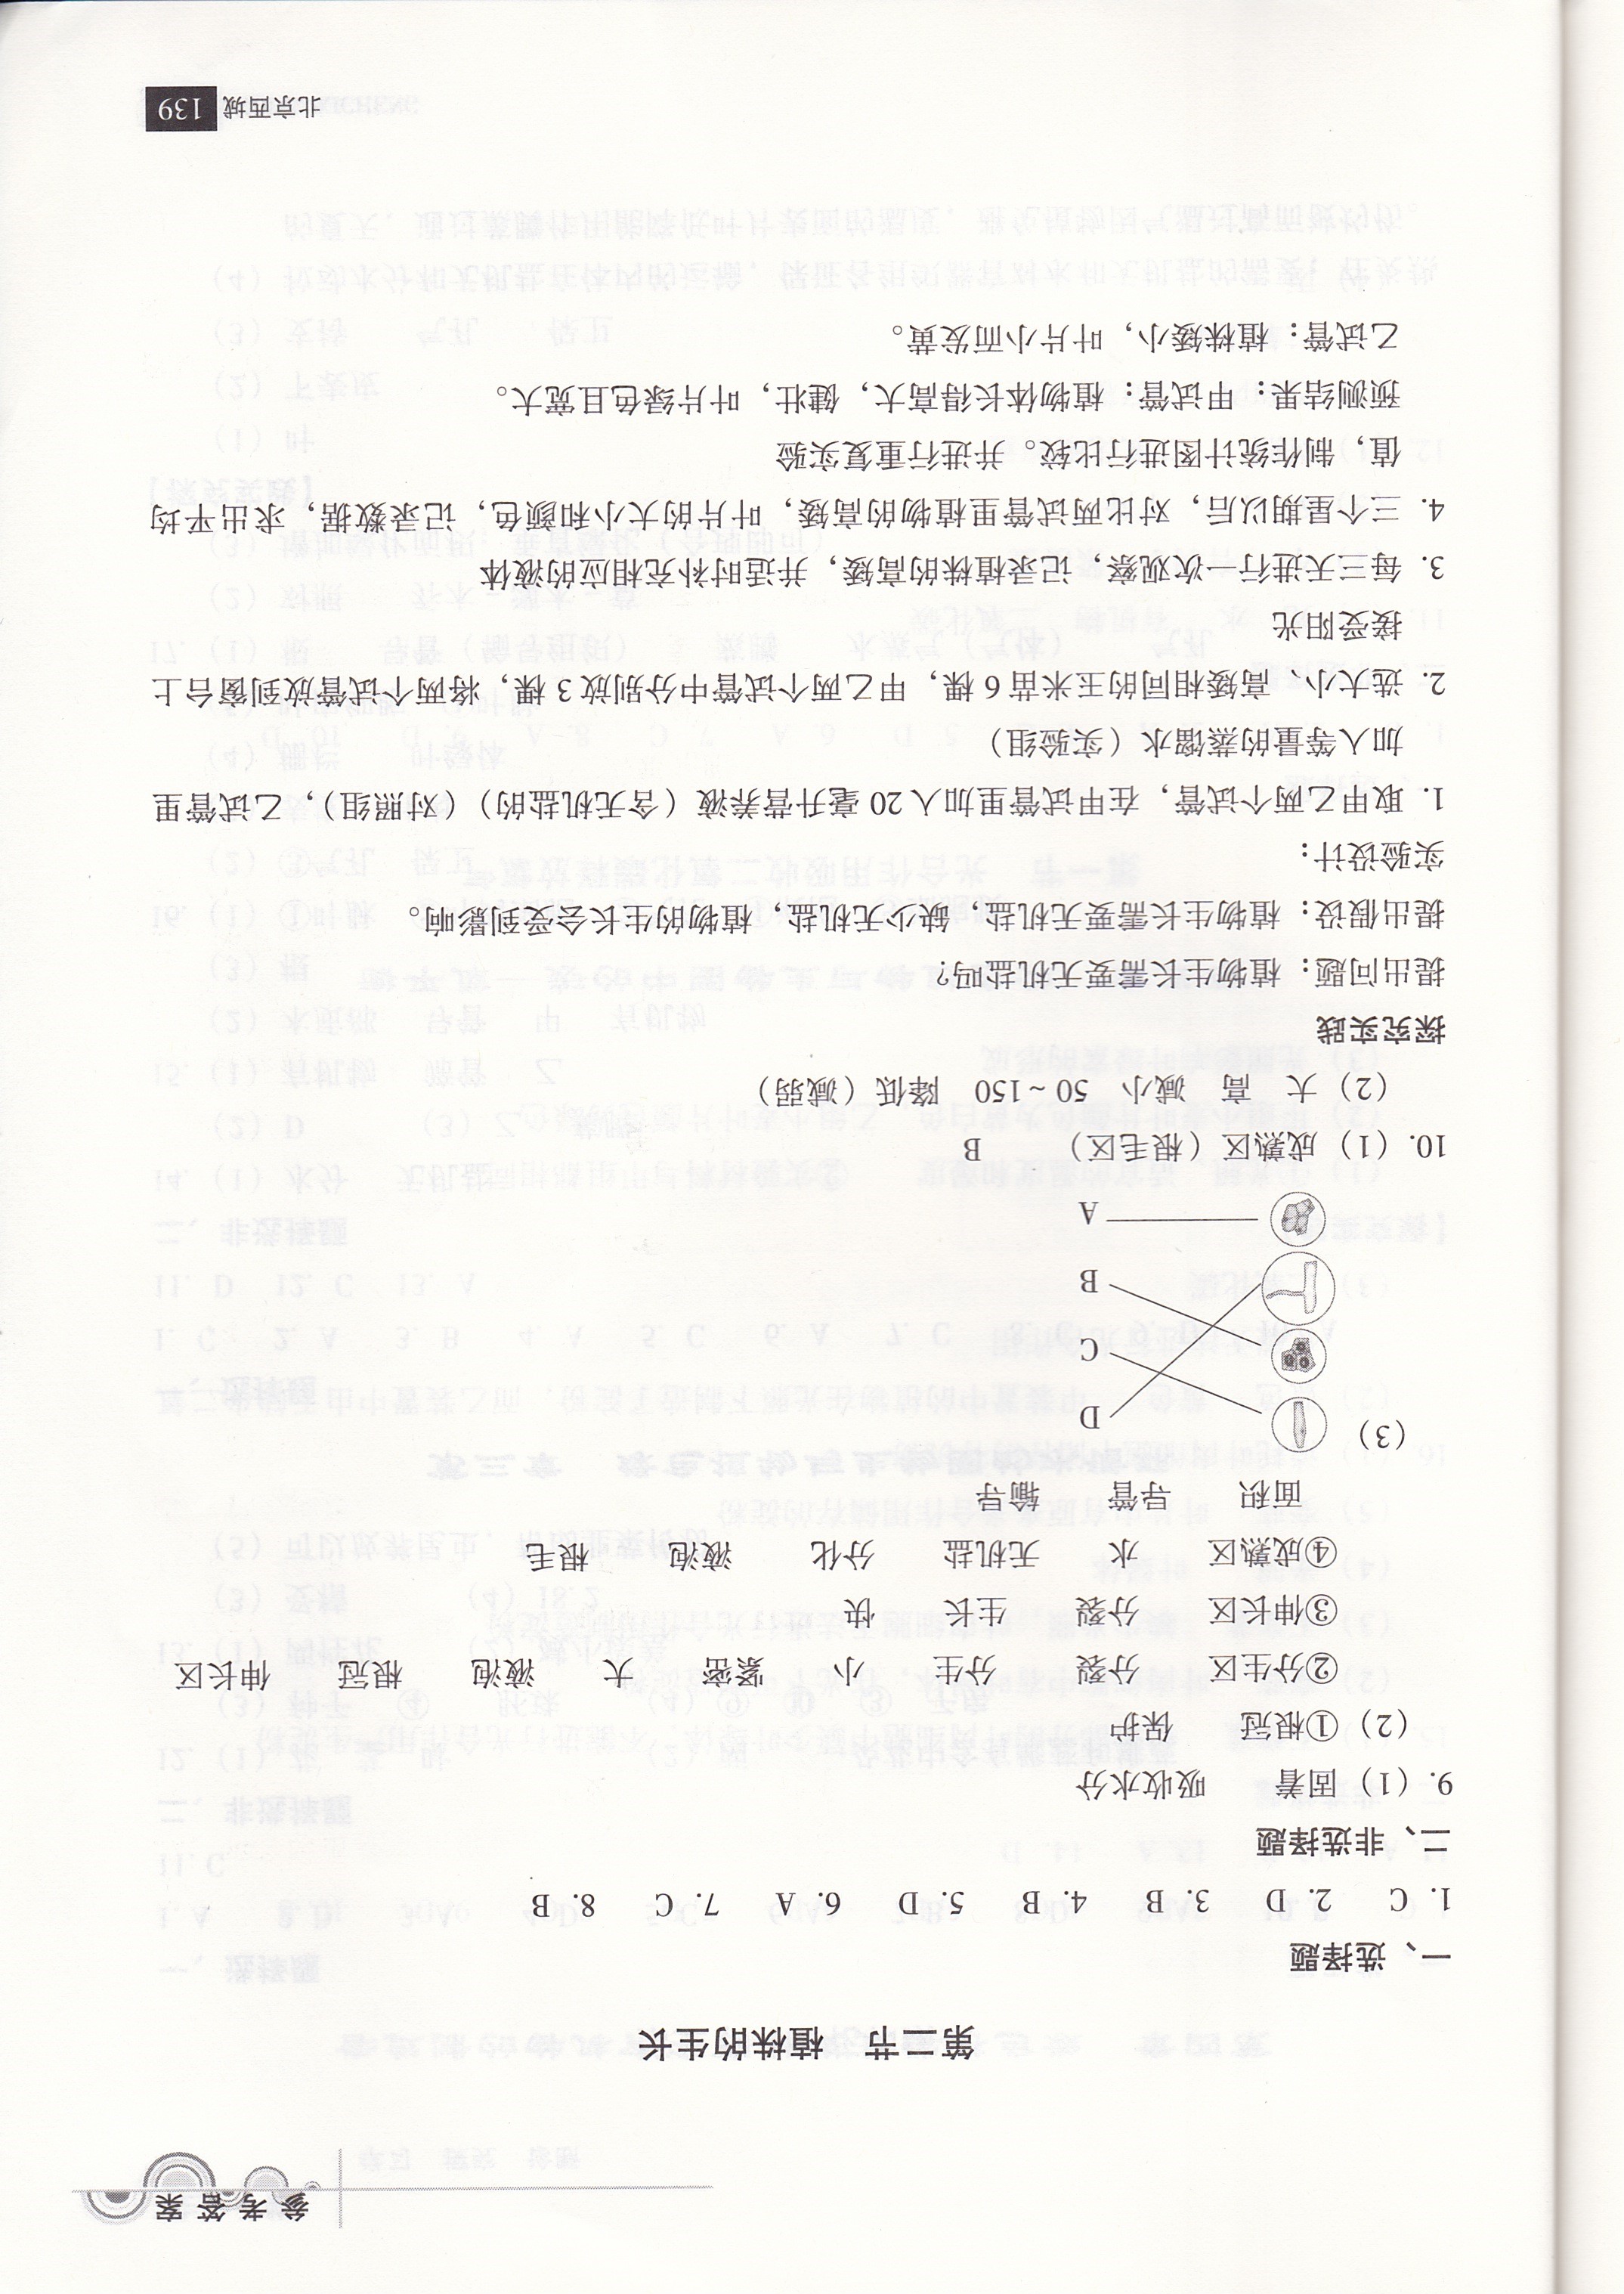 参考答案
第二节 植株的生长
一、选择题
1. C 2. D 3. B 4. B 5. D 6. A 7. C 8. B
二、非选择题
9.（1）固着 吸收水分
（2）①根冠 保护
②分生区 分裂 分生 小 紧密 大 液泡 根冠 伸长区
③伸长区 分裂 生长 快
④成熟区 水 无机盐 分化 液泡 根毛
面积 导管 输导
（3）
D
C
B
A
10.（1）成熟区（根毛区） B
（2）大 高 减小 50～150 降低（减弱）
探究实践
提出问题：植物生长需要无机盐吗？
提出假设：植物生长需要无机盐，缺少无机盐，植物的生长会受到影响。
实验设计：
1. 取甲乙两个试管，在甲试管里加入 20 毫升营养液（含无机盐的）（对照组），乙试管里
加入等量的蒸馏水（实验组）
2. 选大小、高矮相同的玉米苗 6 棵，甲乙两个试管中分别放 3 棵，将两个试管放到窗台上
接受阳光
3. 每三天进行一次观察，记录植株的高矮，并适时补充相应的液体
4. 三个星期以后，对比两试管里植物的高矮，叶片的大小和颜色，记录数据，求出平均
值，制作统计图进行比较。并进行重复实验
预测结果：甲试管：植物体长得高大，健壮，叶片绿色且宽大。
乙试管：植株矮小，叶片小而发黄。
北京西城 139